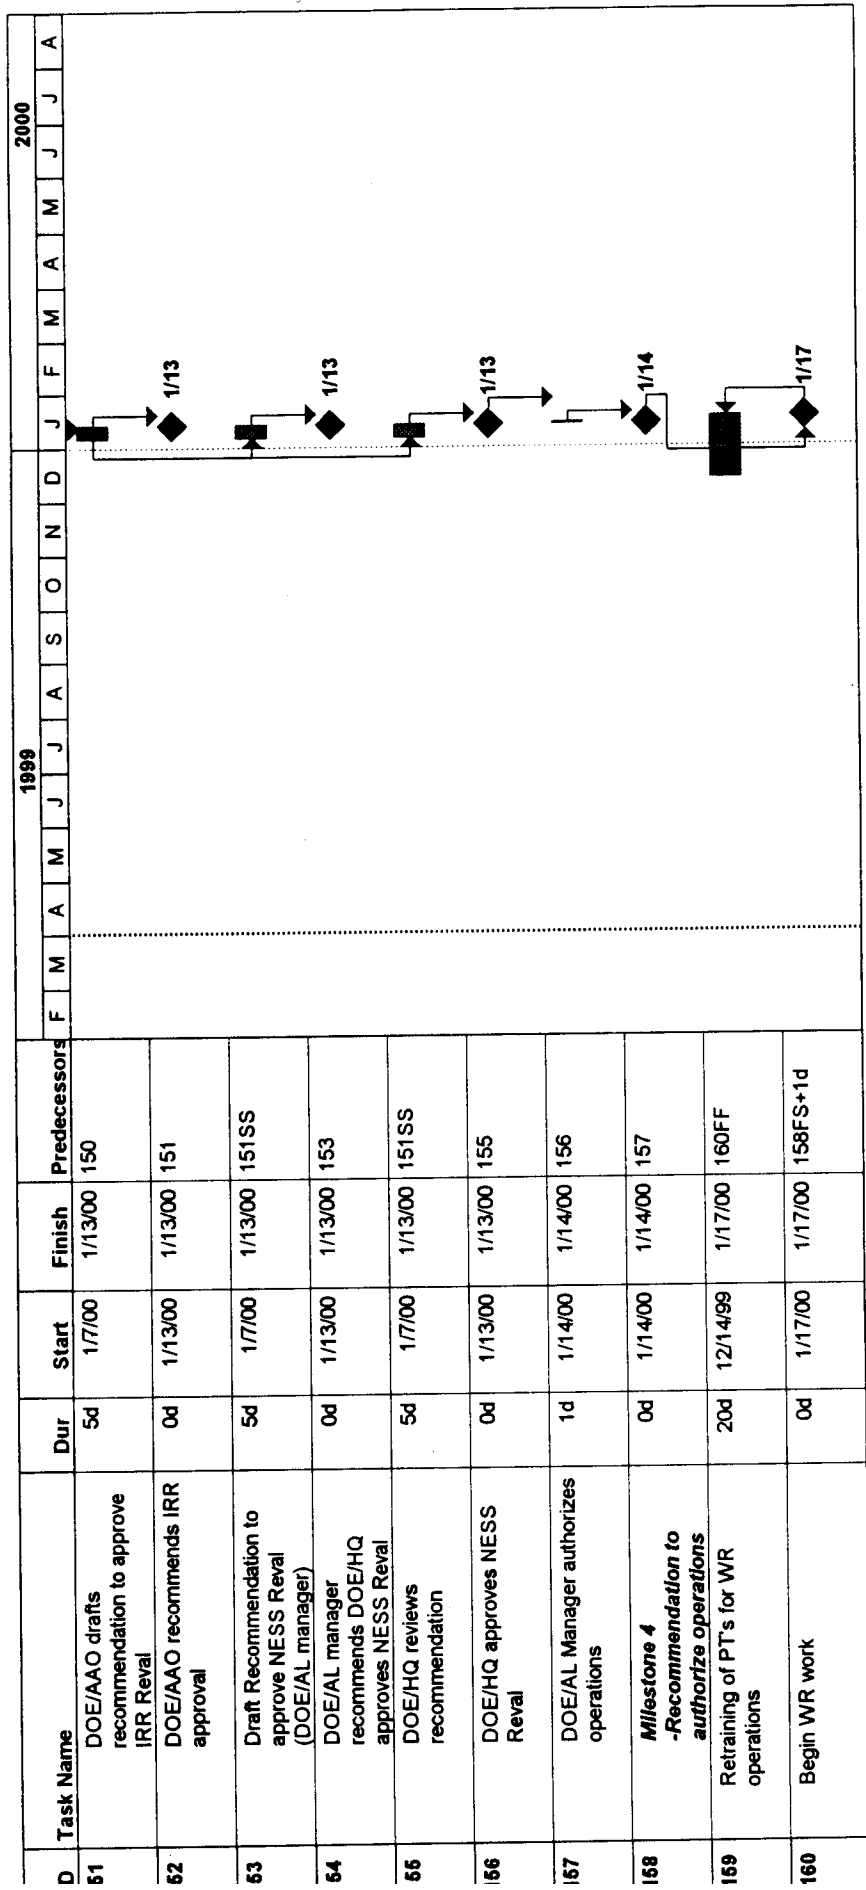 D Task Name Dur Start Finish Predecessors
1999 2000
F M A M J J A S O N D J F M A M J J A
51 DOE/AAO drafts 5d 1/7/00 1/13/00 150
recommendation to approve
IRR Reval
52 DOE/AAO recommends IRR 0d 1/13/00 1/13/00 151
approval
1/13
53 Draft Recommendation to 5d 1/7/00 1/13/00 151SS
approve NESS Reval
(DOE/AL manager)
54 DOE/AL manager 0d 1/13/00 1/13/00 153
recommends DOE/HQ
approves NESS Reval
1/13
55 DOE/HQ reviews 5d 1/7/00 1/13/00 151SS
recommendation
156 DOE/HQ approves NESS 0d 1/13/00 1/13/00 155
Reval
1/13
157 DOE/AL Manager authorizes 1d 1/14/00 1/14/00 156
operations
158 Milestone 4 0d 1/14/00 1/14/00 157
-Recommendation to
authorize operations
1/14
159 Retraining of PT's for WR 20d 12/14/99 1/17/00 160FF
operations
160 Begin WR work 0d 1/17/00 1/17/00 158FS+1d
1/17